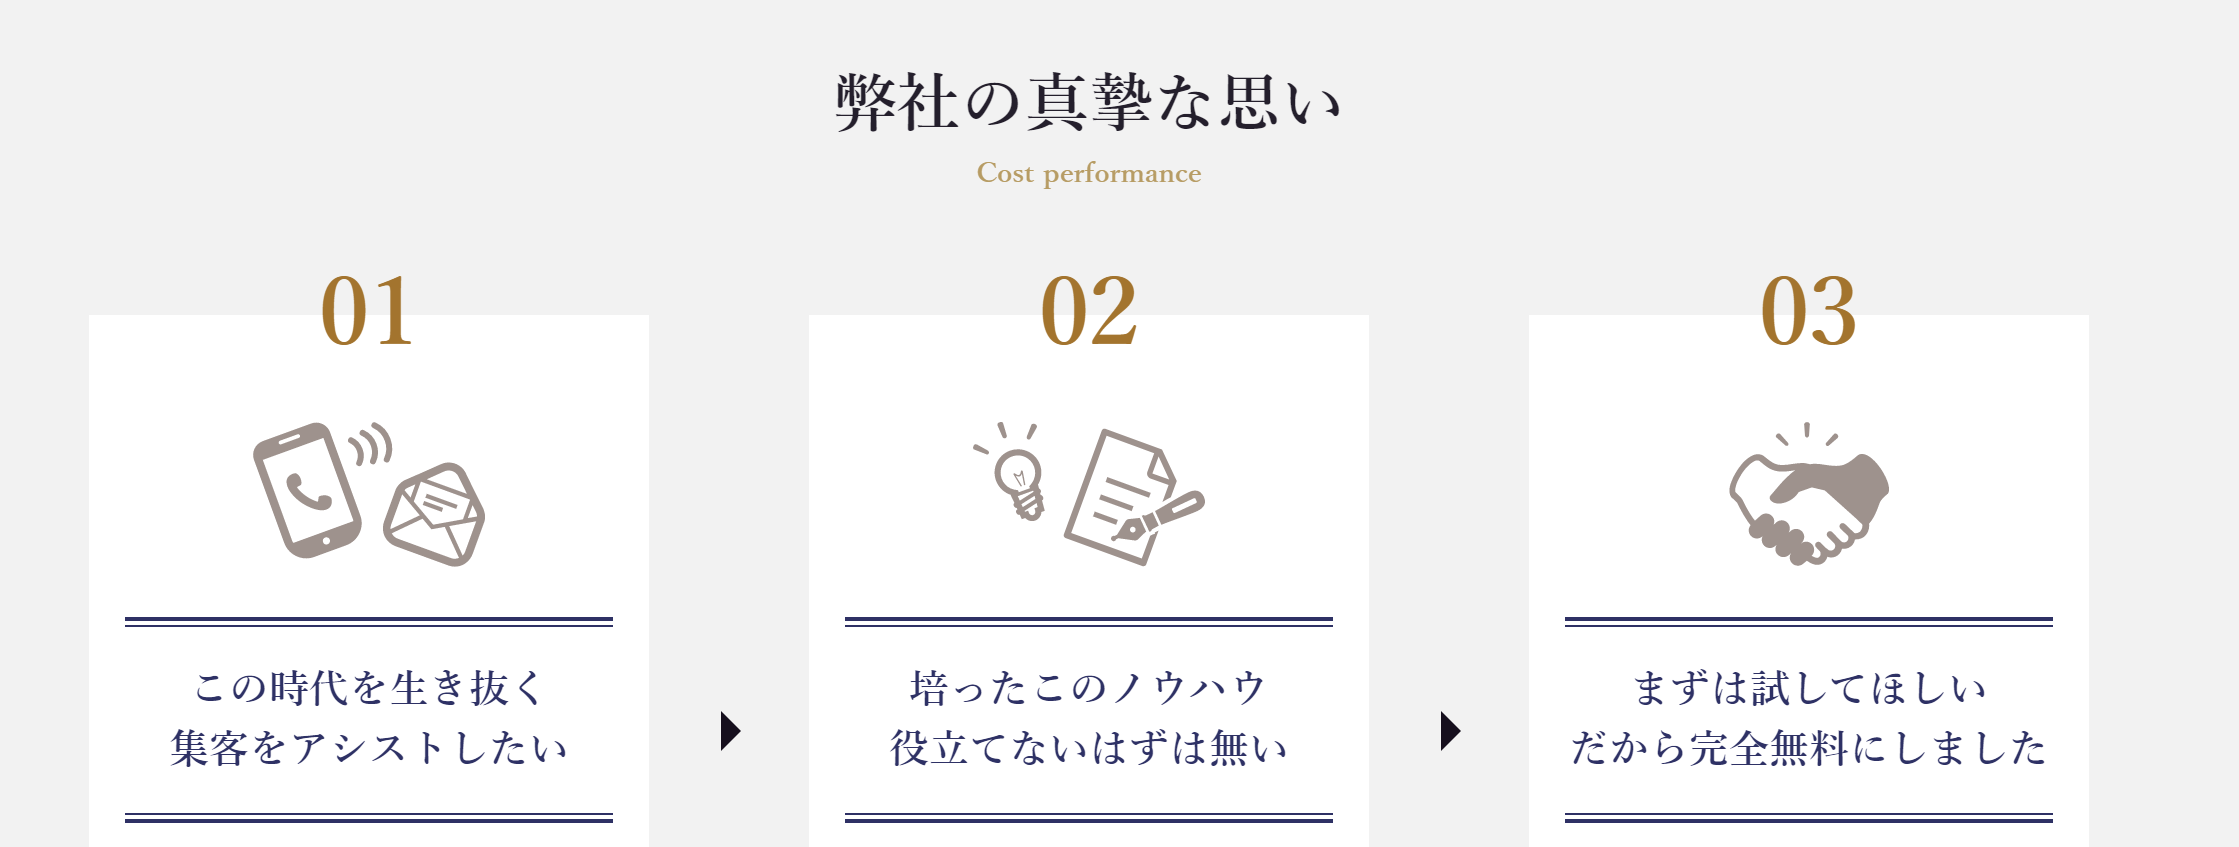 弊社の真摯な思い
Cost performance
01
この時代を生き抜く
集客をアシストしたい
02
培ったこのノウハウ
役立てないはずは無い
03
まずは試してほしい
だから完全無料にしました